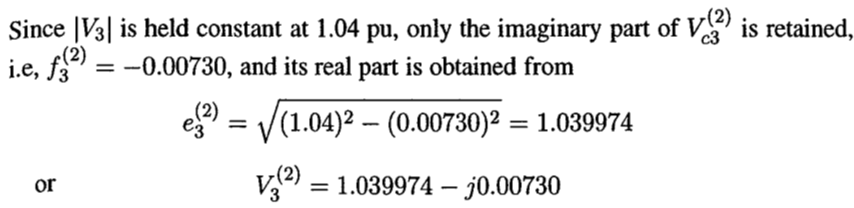 Since |V₃| is held constant at 1.04 pu, only the imaginary part of V_{c3}^{(2)} is retained,
i.e, f_3^{(2)} = −0.00730, and its real part is obtained from
e_3^{(2)} = √((1.04)² − (0.00730)²) = 1.039974
or V_3^{(2)} = 1.039974 − j0.00730